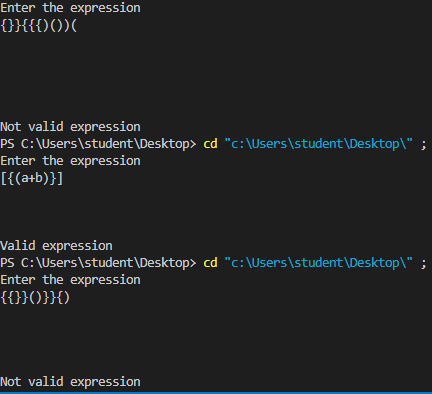 Enter the expression
{}}{{{)())(
Not valid expression
PS C:\Users\student\Desktop> cd "c:\Users\student\Desktop\" ;
Enter the expression
[{(a+b)}]
Valid expression
PS C:\Users\student\Desktop> cd "c:\Users\student\Desktop\" ;
Enter the expression
{{}}()}}{)
Not valid expression